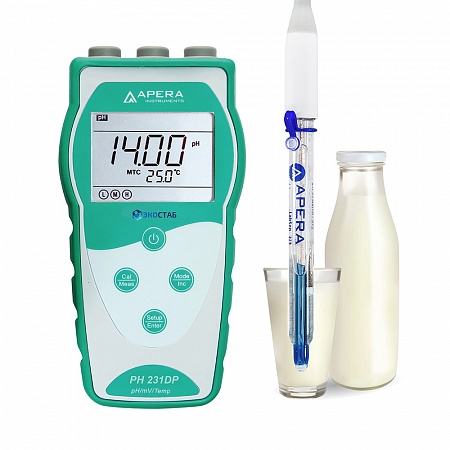 APERA
INSTRUMENTS
pH
14.00 pH
MTC 25.0°C
L M H
ЭКОСТАБ
Cal
Meas
Mode
Inc
Setup
Enter
PH 231DP
pH/mV/Temp
APERA